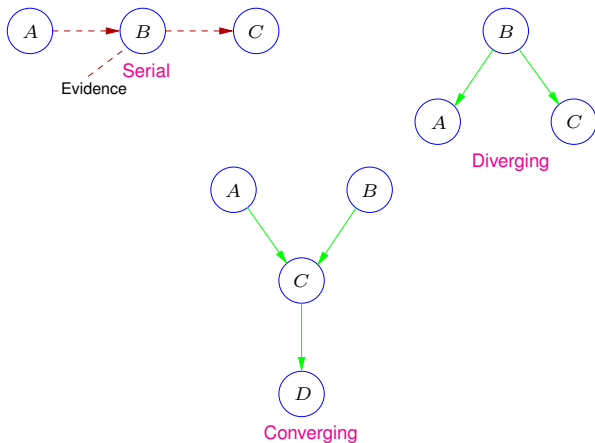 A B C
Serial
Evidence
B
A C
Diverging
A B
C
D
Converging